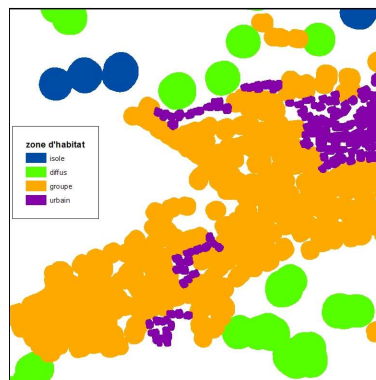 zone d'habitat
isole
diffus
groupe
urbain